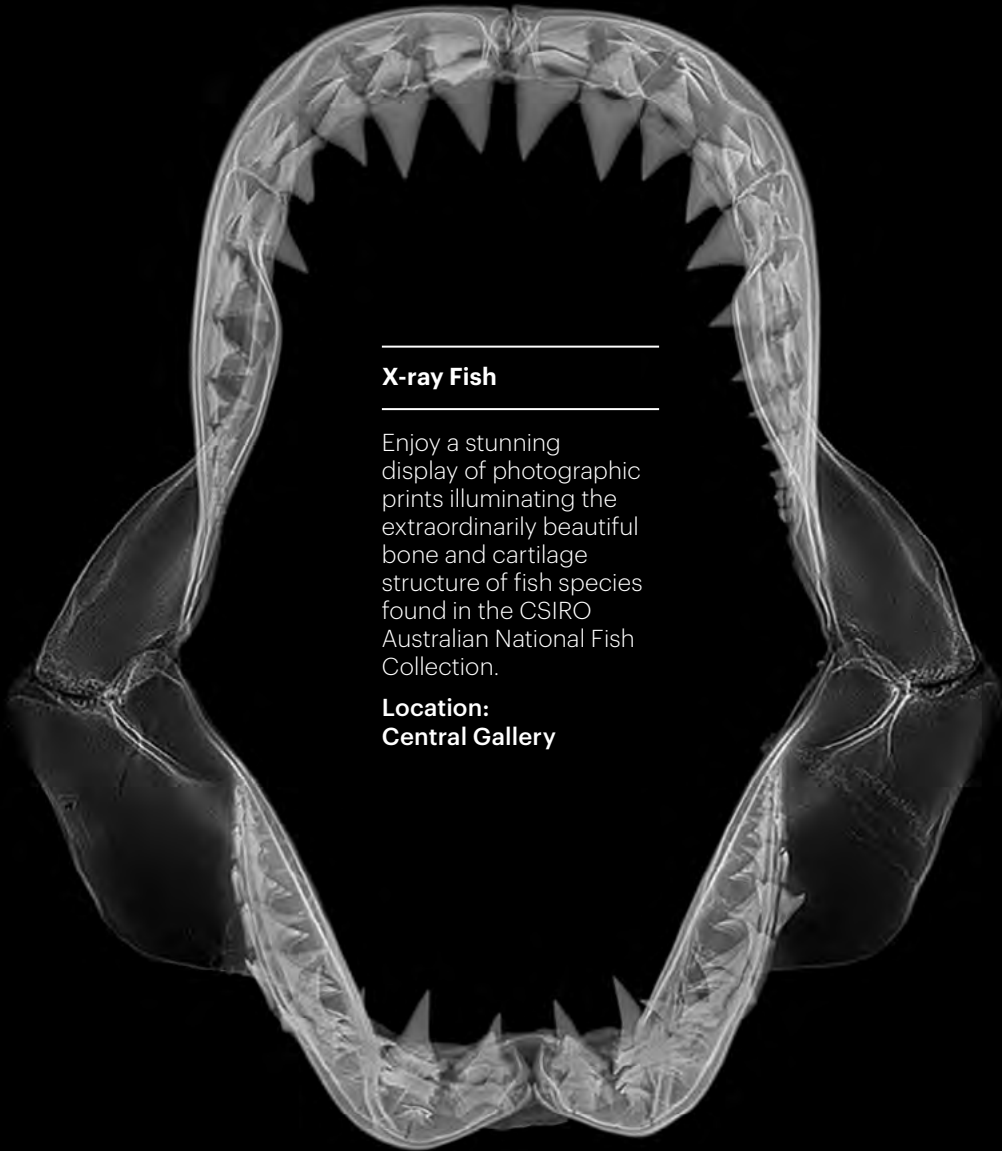 X-ray Fish
Enjoy a stunning
display of photographic
prints illuminating the
extraordinarily beautiful
bone and cartilage
structure of fish species
found in the CSIRO
Australian National Fish
Collection.
Location:
Central Gallery